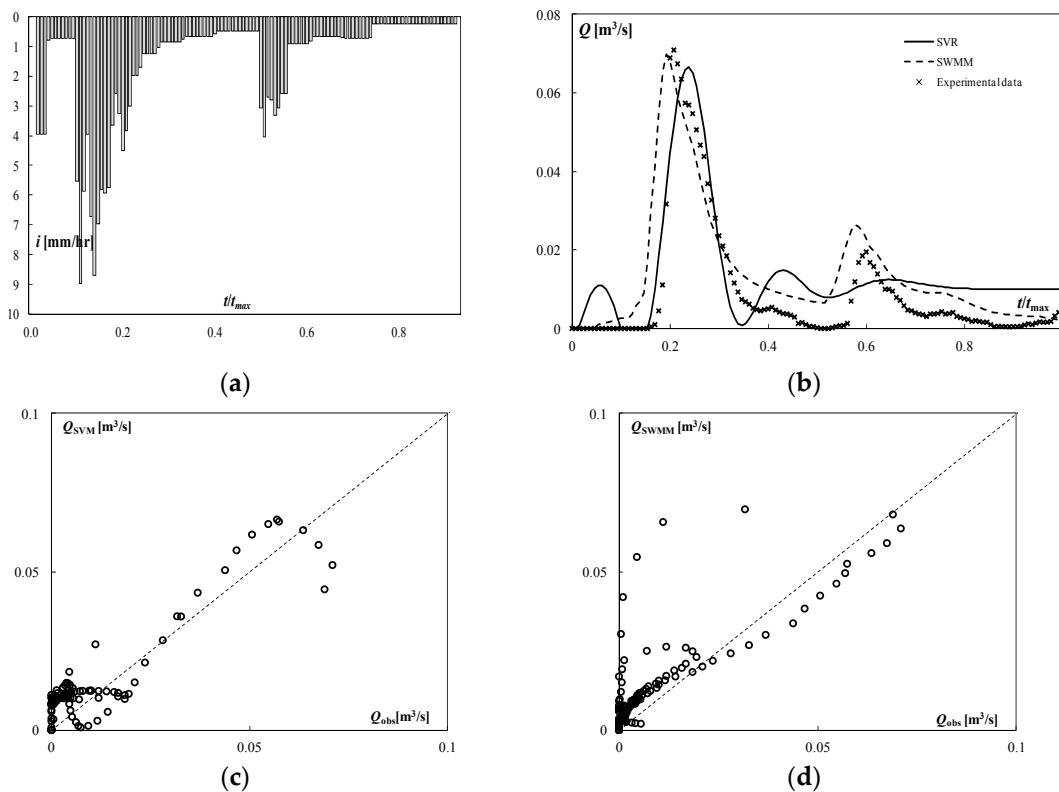 0
1
2
3
4
5
6
7
8
9
10
i [mm/hr]
t/tmax
0.0 0.2 0.4 0.6 0.8
(a)
0.08
0.06
0.04
0.02
0
Q [m³/s]
SVR
SWMM
Experimental data
t/tmax
0 0.2 0.4 0.6 0.8
(b)
0.1
QSVM [m³/s]
0.05
0
Qobs[m³/s]
0 0.05 0.1
(c)
0.1
QSWMM [m³/s]
0.05
0
Qobs [m³/s]
0 0.05 0.1
(d)